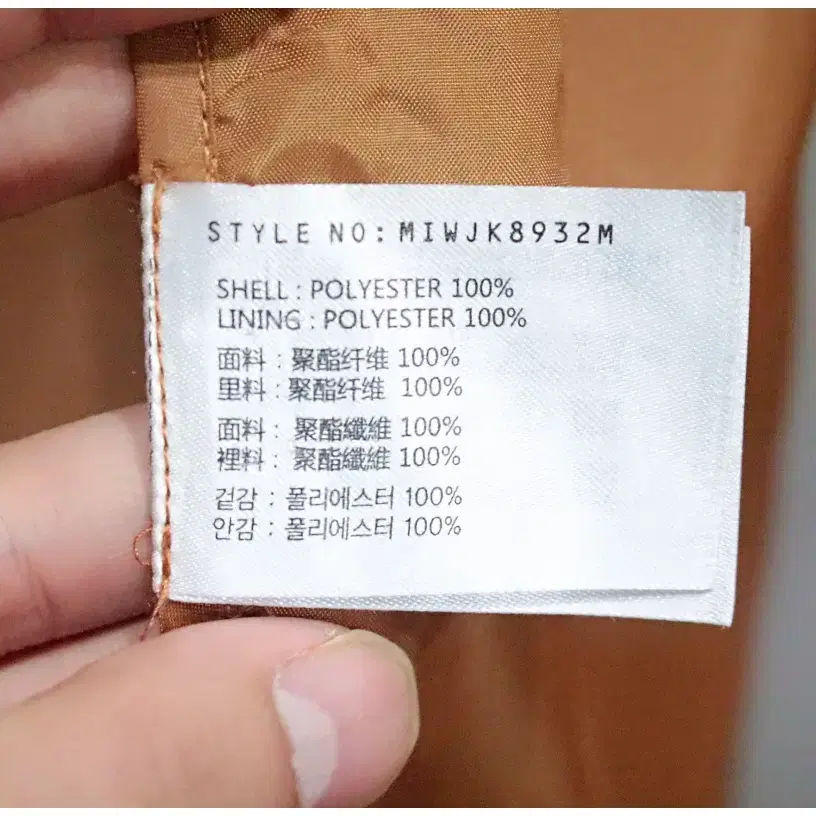 STYLE NO: MIWJK8932M
SHELL : POLYESTER 100%
LINING : POLYESTER 100%
面料 : 聚酯纤维 100%
里料 : 聚酯纤维 100%
面料 : 聚酯纖維 100%
裡料 : 聚酯纖維 100%
겉감 : 폴리에스터 100%
안감 : 폴리에스터 100%